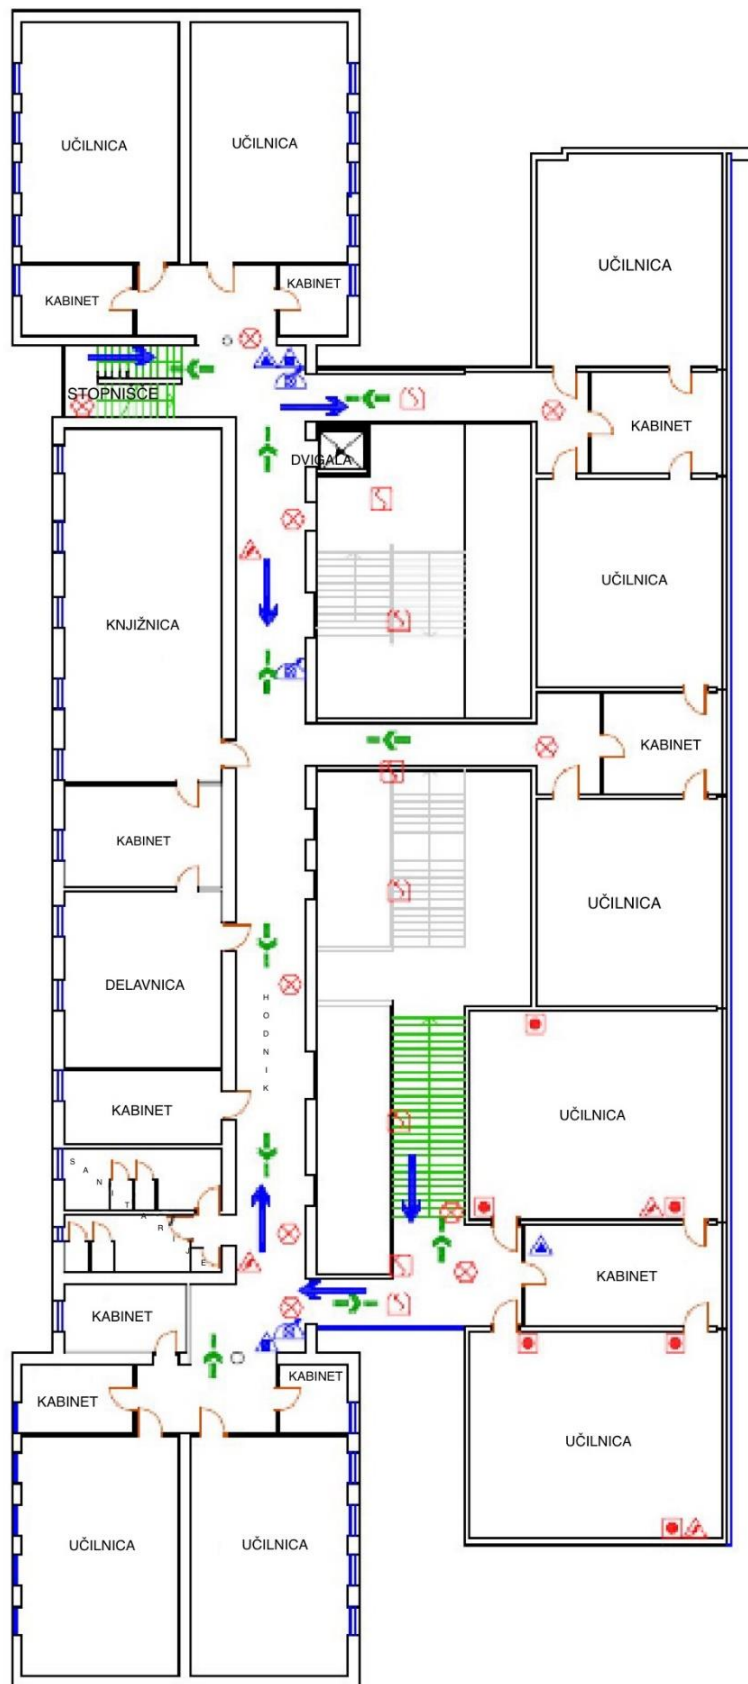 UČILNICA
UČILNICA
UČILNICA
KABINET
KABINET
STOPNIŠČE
KABINET
DVIGALA
UČILNICA
KNJIŽNICA
KABINET
KABINET
UČILNICA
DELAVNICA
HODNIK
KABINET
UČILNICA
SANITARIJE
KABINET
KABINET
KABINET
KABINET
UČILNICA
UČILNICA
UČILNICA